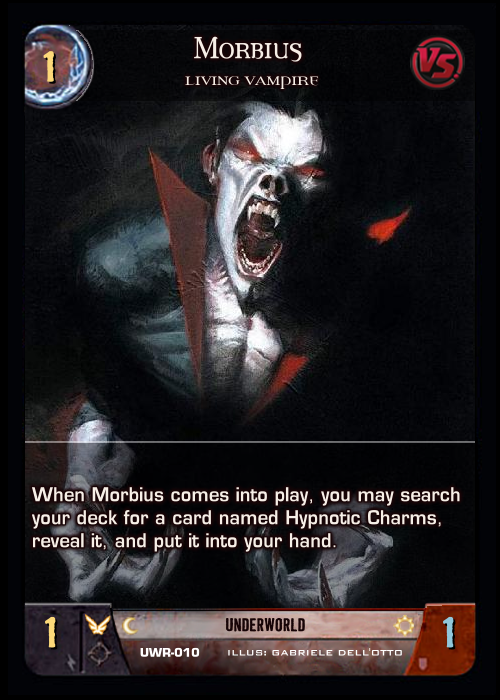 1
MORBIUS
VS
LIVING VAMPIRE
When Morbius comes into play, you may search
your deck for a card named Hypnotic Charms,
reveal it, and put it into your hand.
1
UNDERWORLD
1
UWR-010 ILLUS: GABRIELE DELL'OTTO